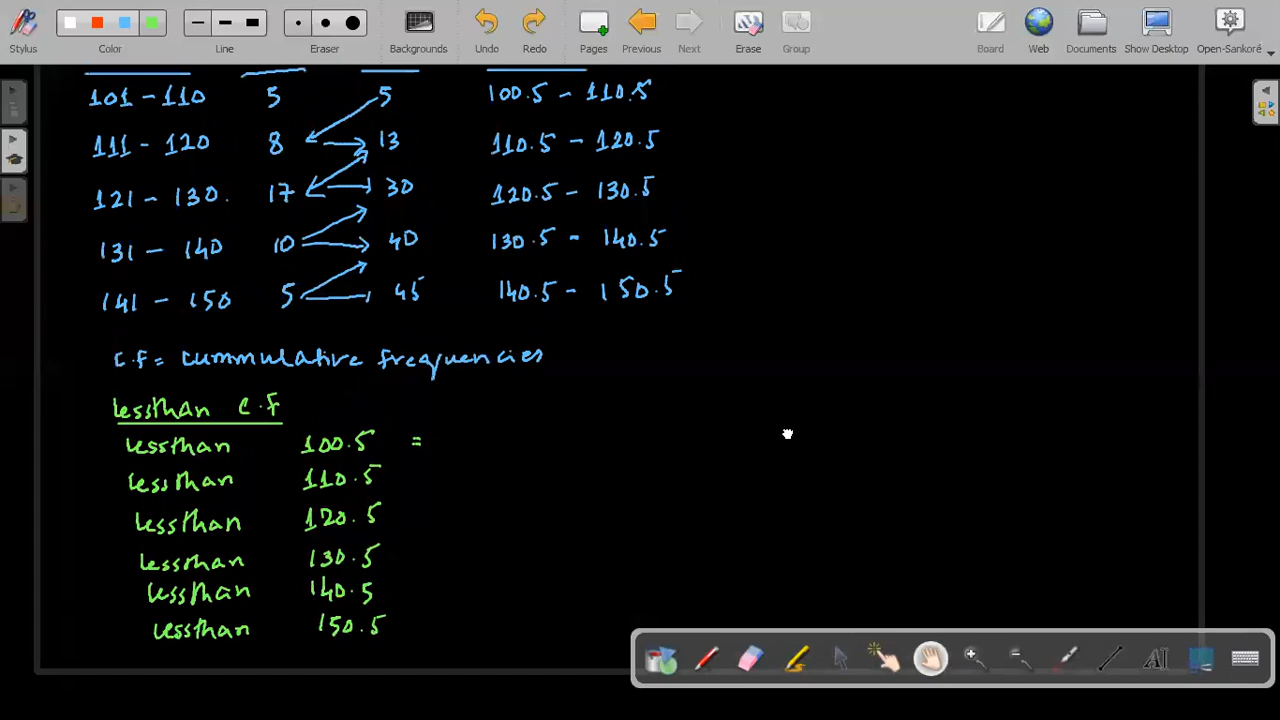 Stylus Color Line Eraser Backgrounds Undo Redo Pages Previous Next Erase Group Board Web Documents Show Desktop Open-Sankoré
101 - 110 5 5 100.5 - 110.5
111 - 120 8 13 110.5 - 120.5
121 - 130. 17 30 120.5 - 130.5
131 - 140 10 40 130.5 - 140.5
141 - 150 5 45 140.5 - 150.5
C.F = cummulative frequencies
lessthan C.F
lessthan 100.5 =
lessthan 110.5
lessthan 120.5
lessthan 130.5
lessthan 140.5
lessthan 150.5